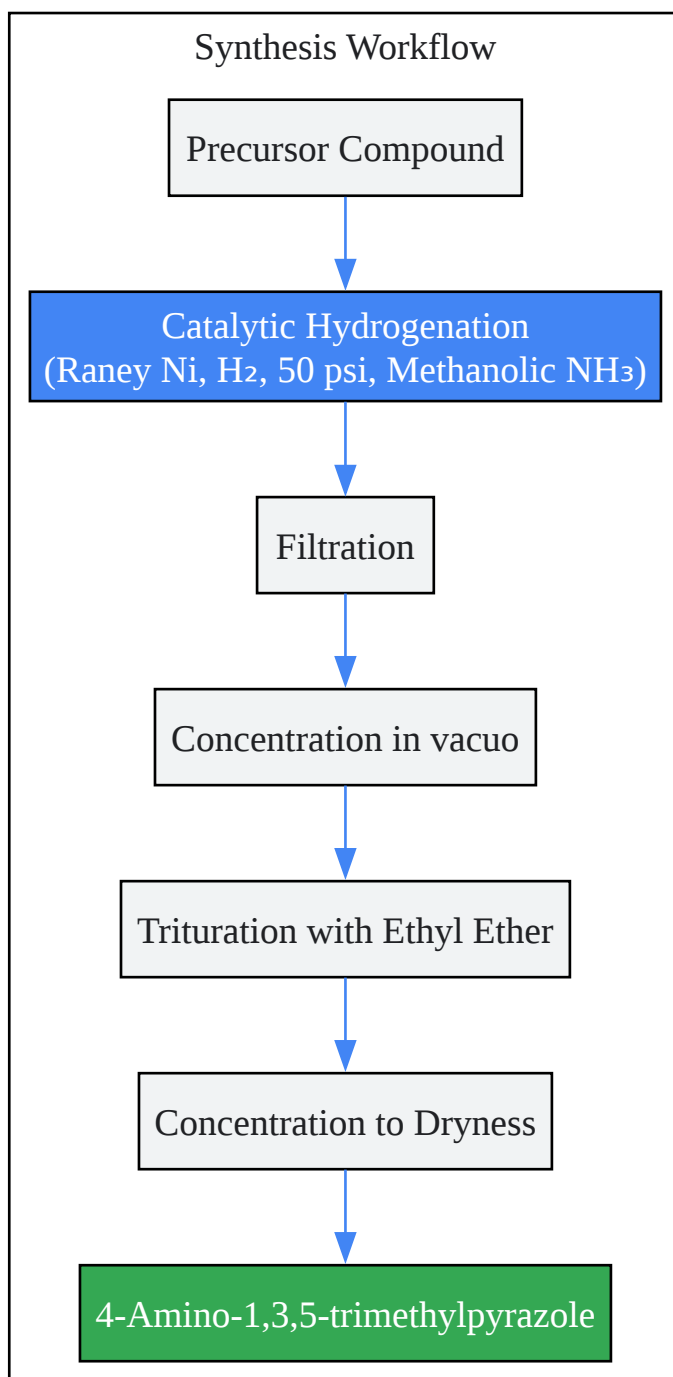 Synthesis Workflow
Precursor Compound
Catalytic Hydrogenation
(Raney Ni, H₂, 50 psi, Methanolic NH₃)
Filtration
Concentration in vacuo
Trituration with Ethyl Ether
Concentration to Dryness
4-Amino-1,3,5-trimethylpyrazole